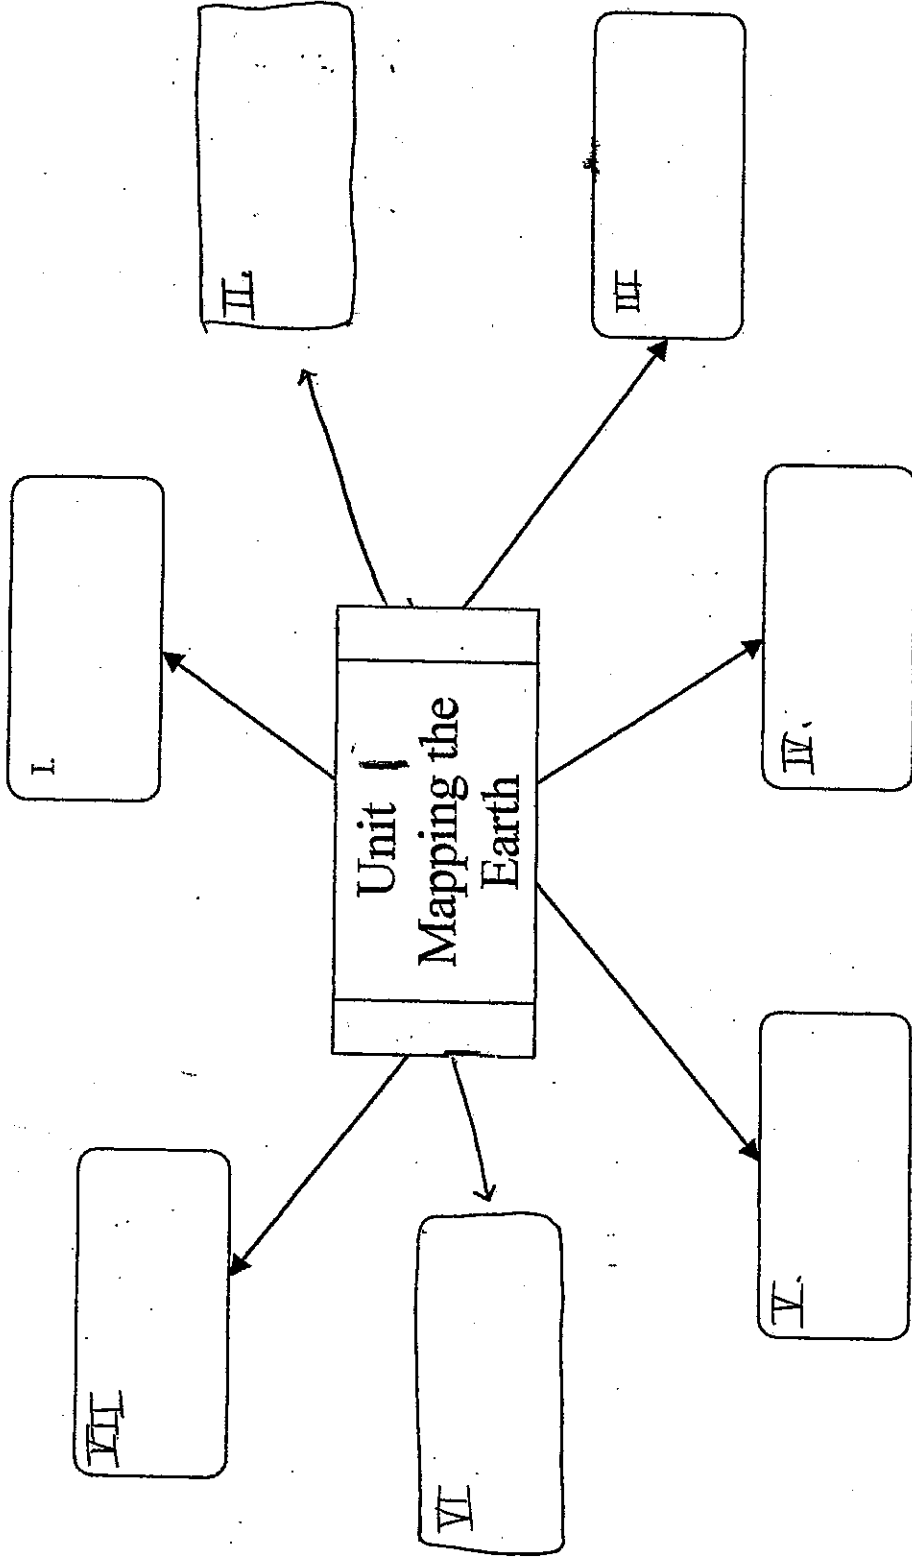 I.
II.
III
Unit 1
Mapping the
Earth
IV.
V.
VI
VII